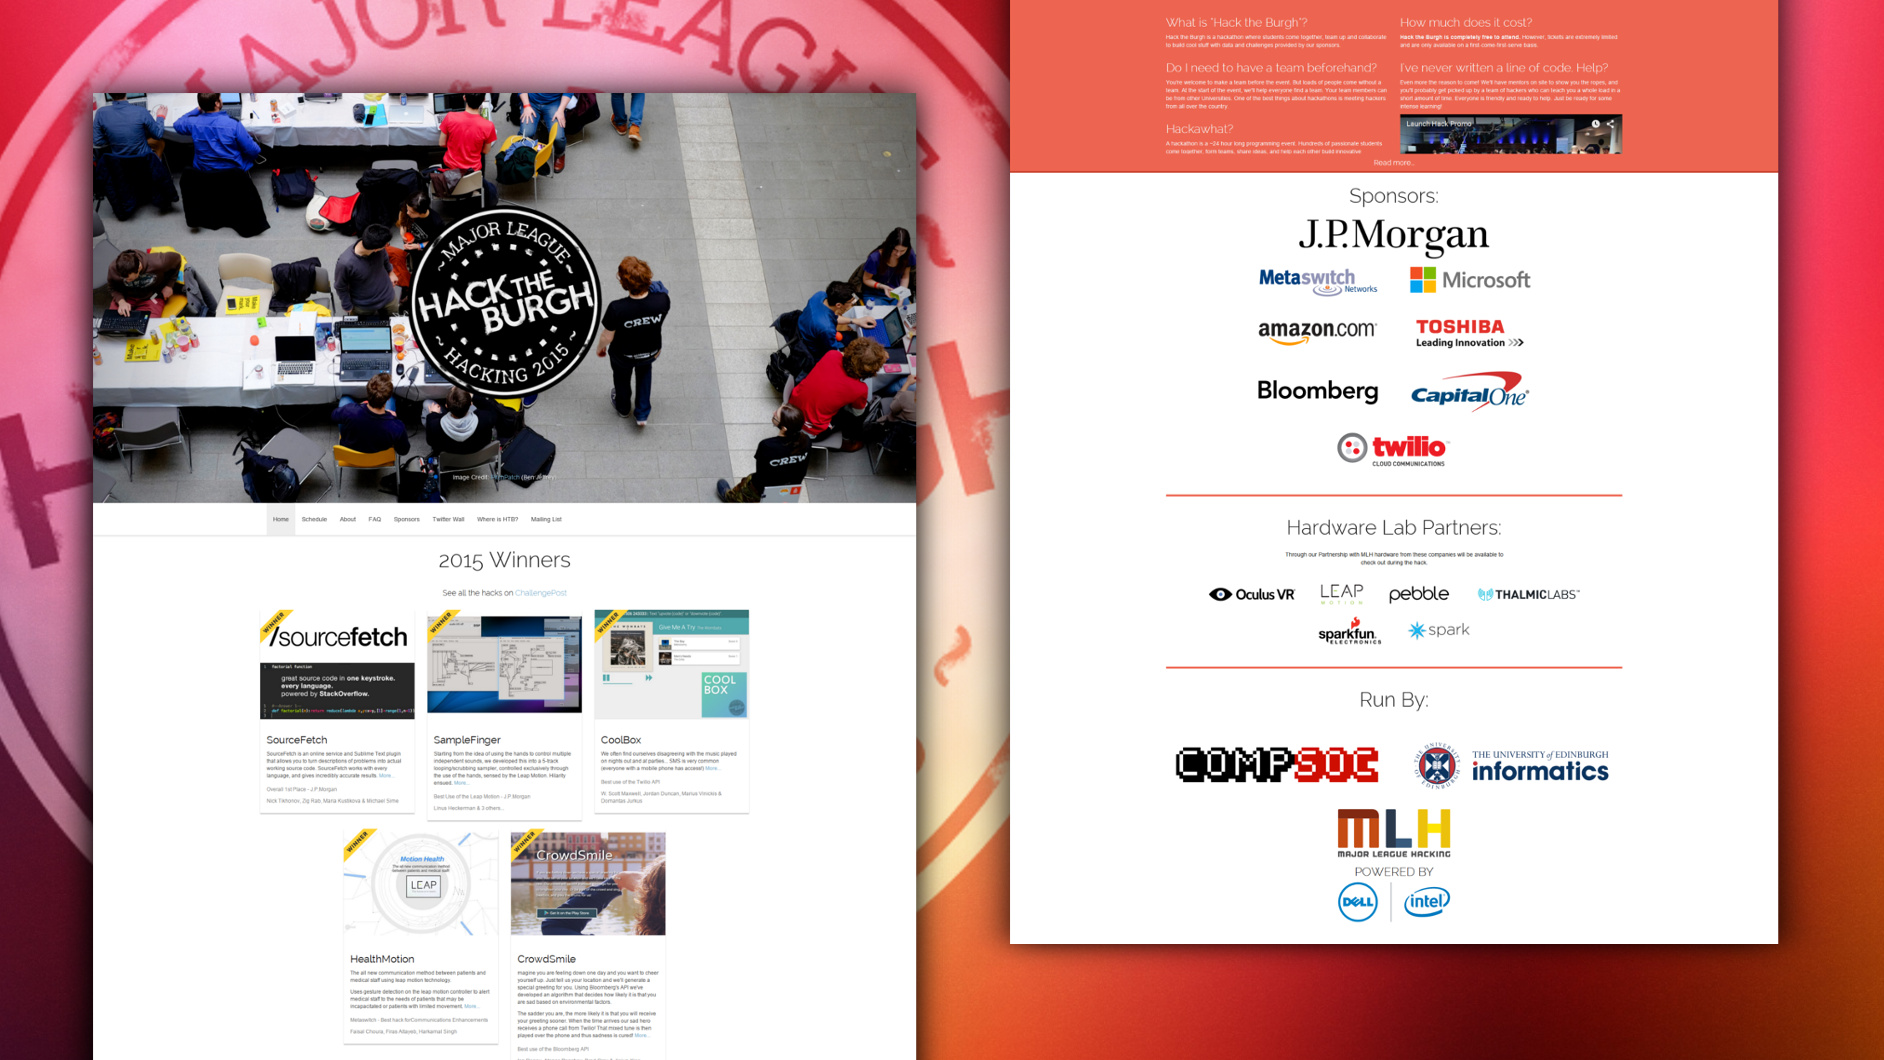 MAJOR LEAGUE
MAJOR LEAGUE
HACK THE
BURGH
HACKING 2015
CREW
CREW
Image Credit:
Home Schedule About FAQ Sponsors Twitter Wall Where is HTB? Mailing List
2015 Winners
See all the hacks on ChallengePost
WINNER
/sourcefetch
factorial function
great source code in one keystroke.
every language.
powered by StackOverflow.
SourceFetch
SourceFetch is an online service and Sublime Text plugin
that allows you to turn descriptions of problems into actual
working source code. SourceFetch works with every
language, and gives incredibly accurate results. More...
Overall 1st Place - J.P. Morgan
Nick Tikhonov, Zig Rab, Maria Kustikova & Michael Sime
WINNER
SampleFinger
Starting from the idea of using the hands to control multiple
independent sounds, we developed this into a 5-track
looping/scrubbing sampler, controlled exclusively through
the use of the hands, sensed by the Leap Motion. Hilarity
ensued. More...
Best Use of the Leap Motion - J.P.Morgan
Linus Heckerman & 3 others...
WINNER
Give Me A Try
COOL
BOX
CoolBox
We often find ourselves disagreeing with the music played
on nights out and at parties... SMS is very common
(everyone with a mobile phone has access!) More...
Best use of the Twilio API
W. Scott Maxwell, Jordan Duncan, Marius Vinickis &
Domantas Jurkus
WINNER
Motion Health
The all new communication method
between patients and medical staff
LEAP
HealthMotion
The all new communication method between patients and
medical staff using leap motion technology.
Uses gesture detection on the leap motion controller to alert
medical staff to the needs of patients that may be
incapacitated or patients with limited movement. More...
Metaswitch - Best hack forCommunications Enhancements
Faisal Choura, Firas Allayeb, Harkamal Singh
WINNER
CrowdSmile
Get it on the Play Store
CrowdSmile
Imagine you are feeling down one day and you want to cheer
yourself up. Just tell us your location and we'll generate a
special greeting for you. Using Bloomberg's API we've
developed an algorithm that decides how likely it is that you
are sad based on environmental factors.
The sadder you are, the more likely it is that you will receive
your greeting sooner. When the time arrives our sad hero
receives a phone call from Twilio! That missed tune is then
played over the phone and thus sadness is cured! More...
Best use of the Bloomberg API
What is "Hack the Burgh"?
Hack the Burgh is a hackathon where students come together, team up and collaborate
to build cool stuff with data and challenges provided by our sponsors.
Do I need to have a team beforehand?
You're welcome to make a team before the event. But loads of people come without a
team. At the start of the event, we'll help everyone find a team. Your team members can
be from other Universities. One of the best things about hackathons is meeting hackers
from all over the country.
Hackawhat?
A hackathon is a ~24 hour long programming event. Hundreds of passionate students
come together, form teams, share ideas, and help each other build innovative
How much does it cost?
Hack the Burgh is completely free to attend. However, tickets are extremely limited
and are only available on a first-come-first-serve base.
I've never written a line of code. Help?
Even more the reason to come! We'll have mentors on site to show you the ropes, and
you'll probably get picked up by a team of hackers who can teach you a whole load in a
short amount of time. Everyone is friendly and ready to help. Just be ready for some
intense learning!
Launch Hack Promo
Read more...
Sponsors:
J.P.Morgan
Metaswitch
Networks
Microsoft
amazon.com
TOSHIBA
Leading Innovation >>>
Bloomberg
Capital One
twilio
CLOUD COMMUNICATIONS
Hardware Lab Partners:
Through our Partnership with MLH hardware from these companies will be available to
check out during the hack.
Oculus VR
LEAP
MOTION
pebble
THALMICLABS™
sparkfun
ELECTRONICS
spark
Run By:
COMPSOC
THE UNIVERSITY OF EDINBURGH
THE UNIVERSITY of EDINBURGH
informatics
MLH
MAJOR LEAGUE HACKING
POWERED BY
DELL
intel